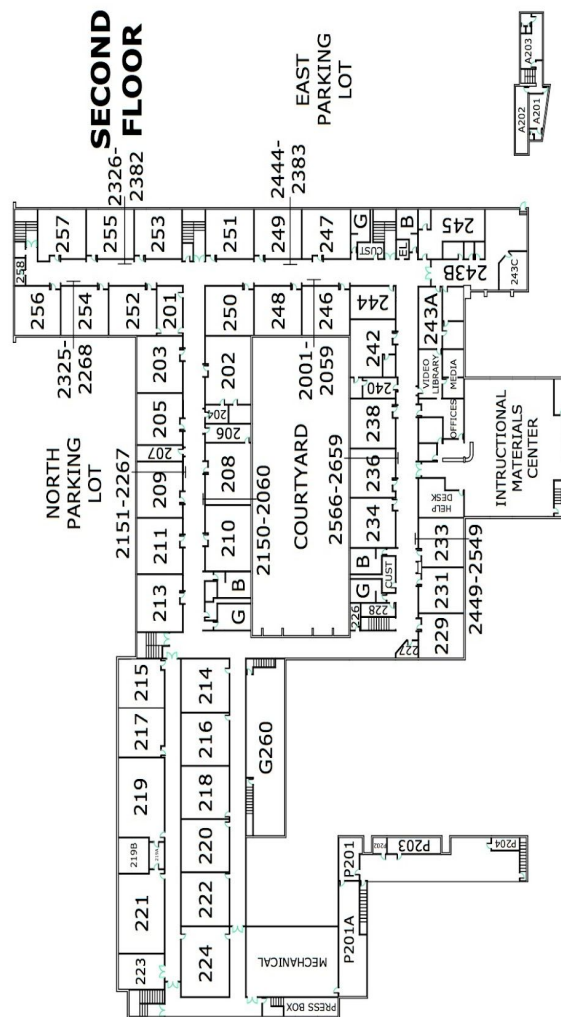 SECOND
FLOOR
EAST
PARKING
LOT
NORTH
PARKING
LOT
A203
A202
A201
2326-
2382
2444-
2383
257
255
253
251
249
247
G
CUST
EL
B
245
258
243B
243C
256
254
252
201
250
248
246
244
243A
2325-
2268
2001-
2059
203
205
207
209
211
213
2151-2267
202
204
206
208
210
B
G
2150-2060
COURTYARD
2566-2659
242
240
238
236
234
B
G
CUST
226
228
227
VIDEO
LIBRARY
MEDIA
OFFICES
HELP
DESK
INTRUCTIONAL
MATERIALS
CENTER
233
231
229
2449-2549
215
217
219
219B
221
223
214
216
218
220
222
224
G260
MECHANICAL
PRESS BOX
P201A
P201
P202
P203
P204